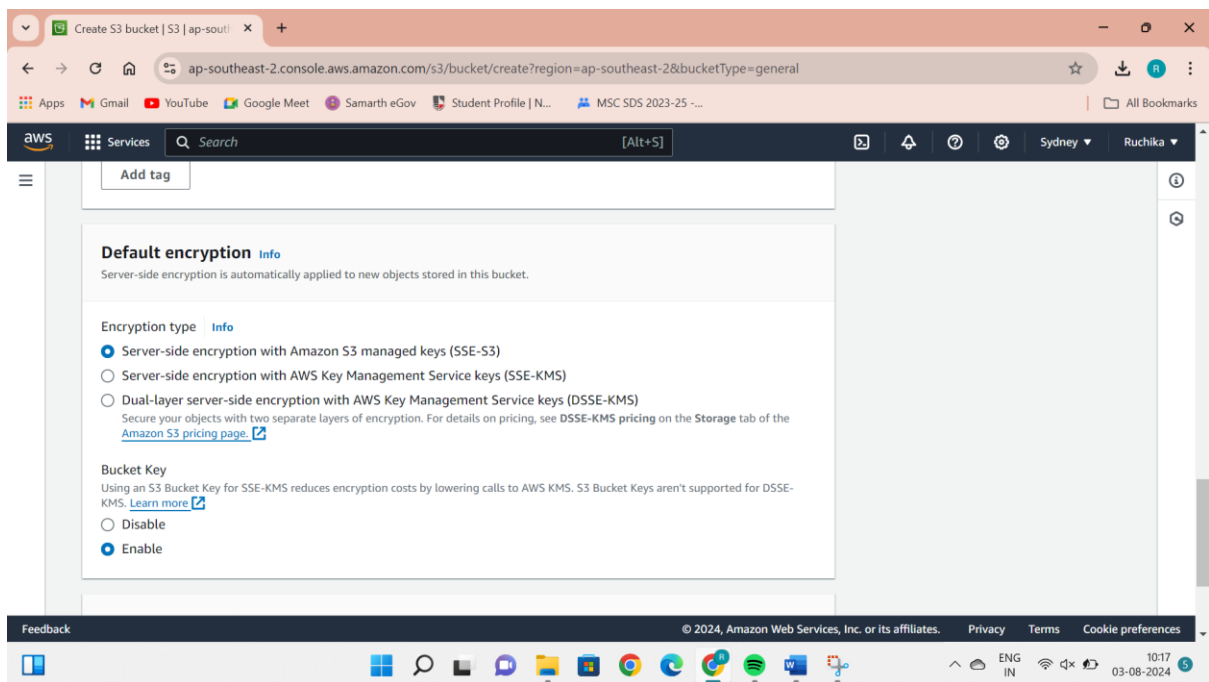 Create S3 bucket | S3 | ap-south
ap-southeast-2.console.aws.amazon.com/s3/bucket/create?region=ap-southeast-2&bucketType=general
R
Apps Gmail YouTube Google Meet Samarth eGov Student Profile | N... MSC SDS 2023-25 -... All Bookmarks
aws Services Search [Alt+S] Sydney Ruchika
Add tag
Default encryption Info
Server-side encryption is automatically applied to new objects stored in this bucket.
Encryption type Info
Server-side encryption with Amazon S3 managed keys (SSE-S3)
Server-side encryption with AWS Key Management Service keys (SSE-KMS)
Dual-layer server-side encryption with AWS Key Management Service keys (DSSE-KMS)
Secure your objects with two separate layers of encryption. For details on pricing, see DSSE-KMS pricing on the Storage tab of the
Amazon S3 pricing page.
Bucket Key
Using an S3 Bucket Key for SSE-KMS reduces encryption costs by lowering calls to AWS KMS. S3 Bucket Keys aren't supported for DSSE-
KMS. Learn more
Disable
Enable
Feedback © 2024, Amazon Web Services, Inc. or its affiliates. Privacy Terms Cookie preferences
ENG 10:17
IN 03-08-2024 5